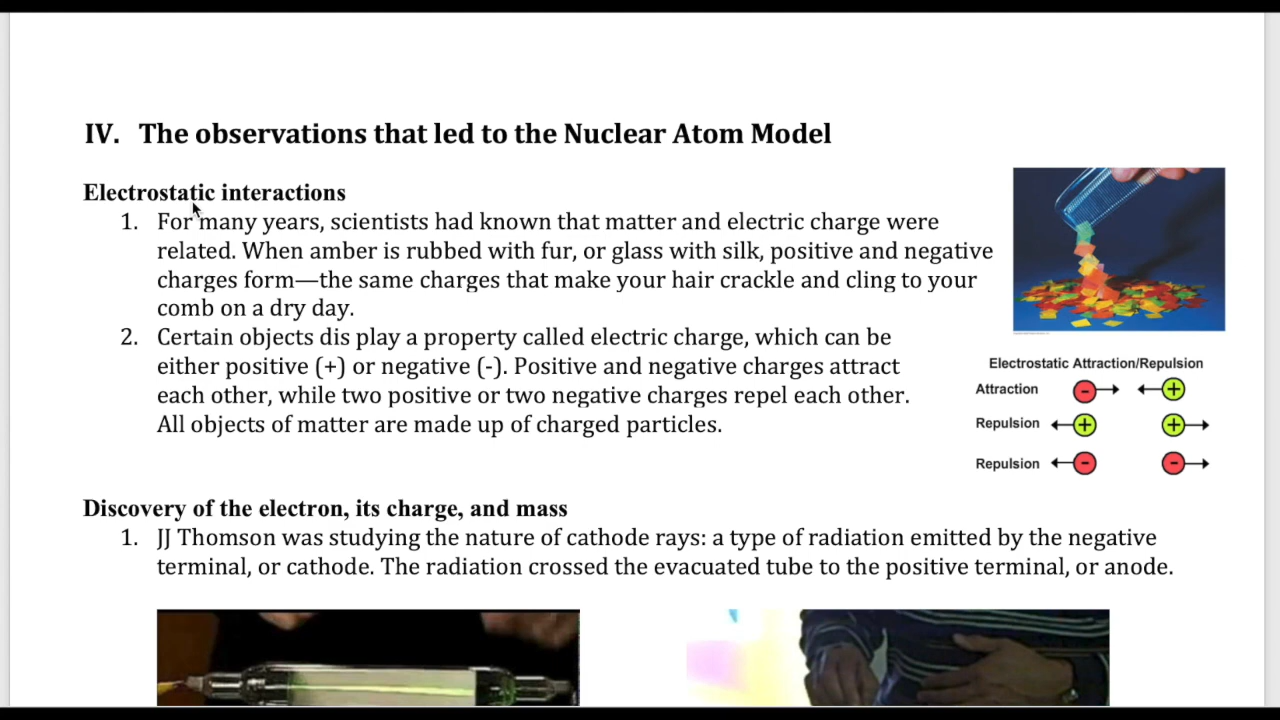 IV. The observations that led to the Nuclear Atom Model
Electrostatic interactions
1. For many years, scientists had known that matter and electric charge were
related. When amber is rubbed with fur, or glass with silk, positive and negative
charges form—the same charges that make your hair crackle and cling to your
comb on a dry day.
2. Certain objects dis play a property called electric charge, which can be
either positive (+) or negative (-). Positive and negative charges attract
each other, while two positive or two negative charges repel each other.
All objects of matter are made up of charged particles.
Electrostatic Attraction/Repulsion
Attraction - +
Repulsion + +
Repulsion - -
Discovery of the electron, its charge, and mass
1. JJ Thomson was studying the nature of cathode rays: a type of radiation emitted by the negative
terminal, or cathode. The radiation crossed the evacuated tube to the positive terminal, or anode.